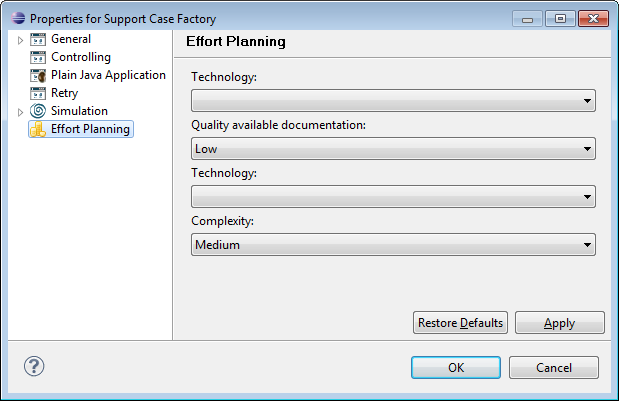 Properties for Support Case Factory
General
Controlling
Plain Java Application
Retry
Simulation
Effort Planning
Effort Planning
Technology:
Quality available documentation:
Low
Technology:
Complexity:
Medium
Restore Defaults
Apply
?
OK
Cancel